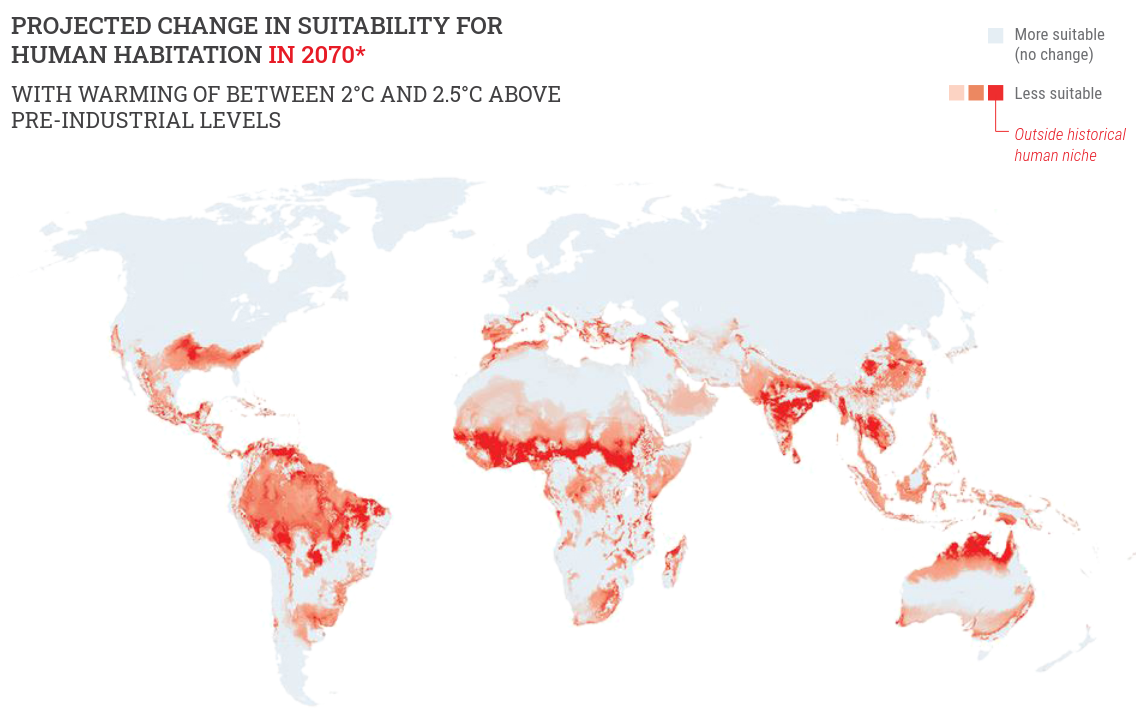 PROJECTED CHANGE IN SUITABILITY FOR
HUMAN HABITATION IN 2070*
WITH WARMING OF BETWEEN 2°C AND 2.5°C ABOVE
PRE-INDUSTRIAL LEVELS
More suitable
(no change)
Less suitable
Outside historical
human niche